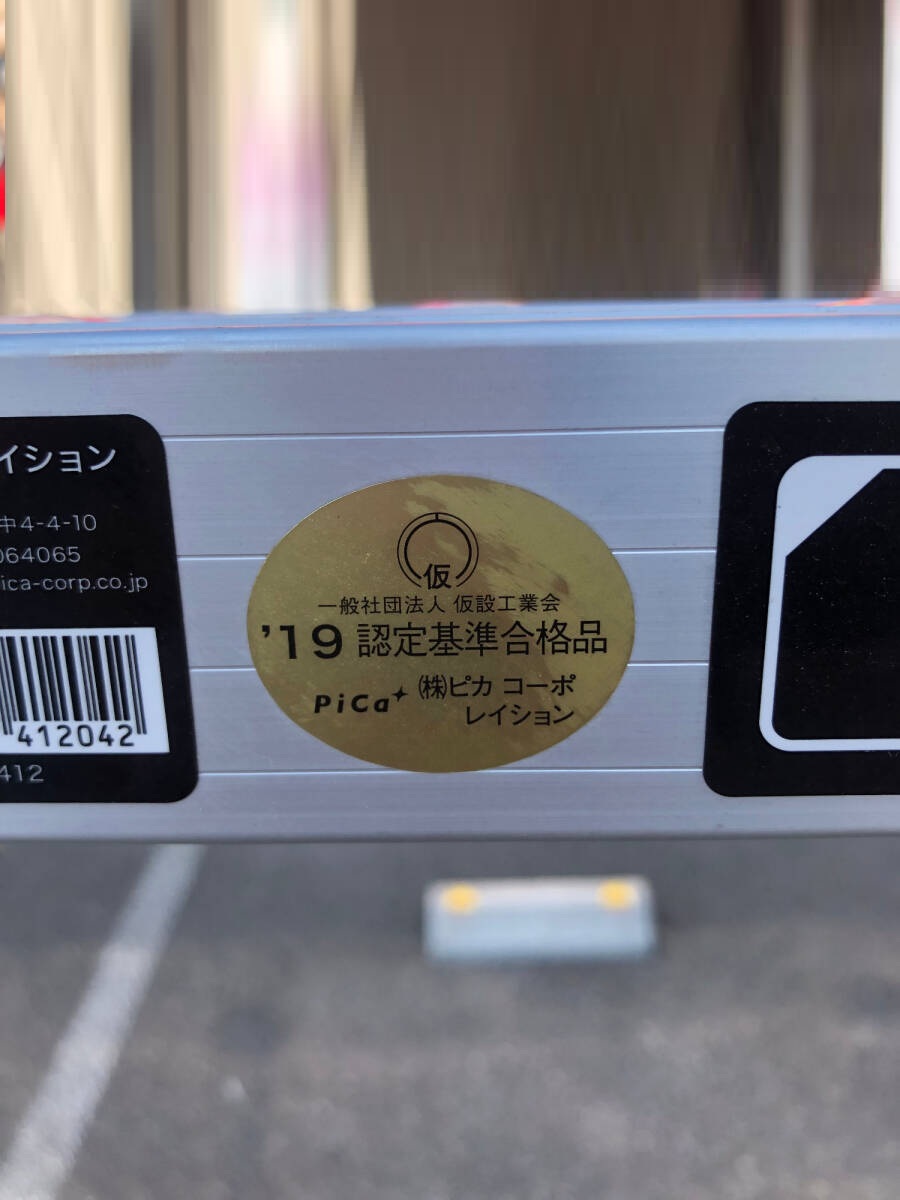 イション
中4-4-10
064065
ica-corp.co.jp
412042
412
仮
一般社団法人 仮設工業会
'19 認定基準合格品
PiCa (株)ピカ コーポ
レイション